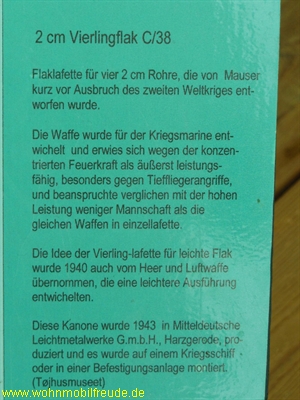 2 cm Vierlingflak C/38
Flaklafette für vier 2 cm Rohre, die von Mauser
kurz vor Ausbruch des zweiten Weltkriges ent-
worfen wurde.
Die Waffe wurde für der Kriegsmarine ent-
wichelt und erwies sich wegen der konzen-
trierten Feuerkraft als äußerst leistungs-
fähig, besonders gegen Tieffliegerangriffe,
und beanspruchte verglichen mit der hohen
Leistung weniger Mannschaft als die
gleichen Waffen in einzellafette.
Die Idee der Vierling-lafette für leichte Flak
wurde 1940 auch vom Heer und Luftwaffe
übernommen, die eine leichtere Ausführung
entwichelten.
Diese Kanone wurde 1943 in Mitteldeutsche
Leichtmetalwerke G.m.b.H., Harzgerode, pro-
duziert und es wurde auf einem Kriegsschiff
oder in einer Befestigungsanlage montiert.
(Tøjhusmuseet)
www.wohnmobilfreude.de